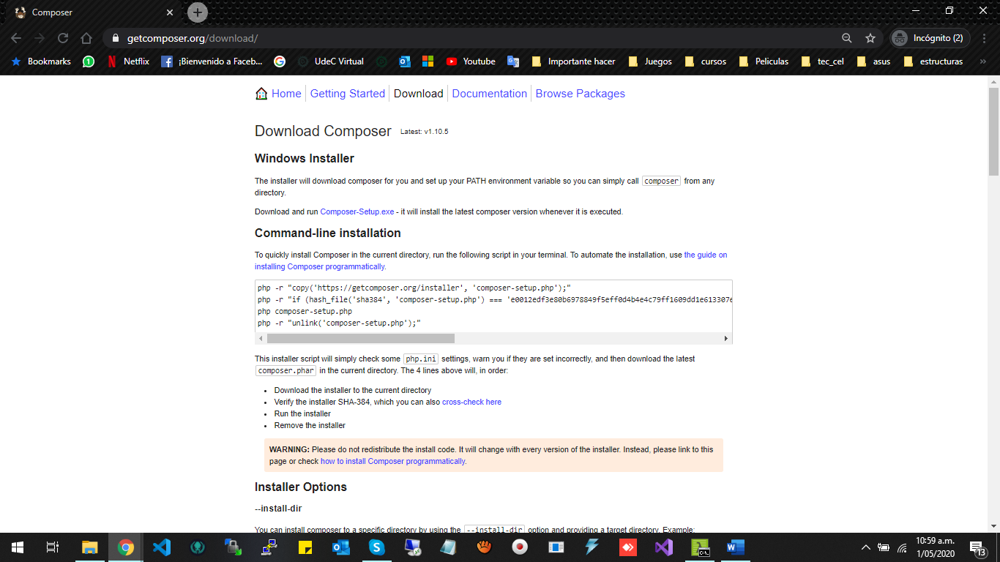 Composer
getcomposer.org/download/
Incógnito (2)
Bookmarks
Netflix
¡Bienvenido a Faceb...
UdeC Virtual
Youtube
Importante hacer
Juegos
cursos
Peliculas
tec_cel
asus
estructuras
»
Home
Getting Started
Download
Documentation
Browse Packages
Download Composer Latest: v1.10.5
Windows Installer
The installer will download composer for you and set up your PATH environment variable so you can simply call composer from any
directory.
Download and run Composer-Setup.exe - it will install the latest composer version whenever it is executed.
Command-line installation
To quickly install Composer in the current directory, run the following script in your terminal. To automate the installation, use the guide on
installing Composer programmatically.
php -r "copy('https://getcomposer.org/installer', 'composer-setup.php');"
php -r "if (hash_file('sha384', 'composer-setup.php') === 'e0012edf3e80b6978849f5eff0d4b4e4c79ff1609dd1e613307e
php composer-setup.php
php -r "unlink('composer-setup.php');"
This installer script will simply check some php.ini settings, warn you if they are set incorrectly, and then download the latest
composer.phar in the current directory. The 4 lines above will, in order:
• Download the installer to the current directory
• Verify the installer SHA-384, which you can also cross-check here
• Run the installer
• Remove the installer
WARNING: Please do not redistribute the install code. It will change with every version of the installer. Instead, please link to this
page or check how to install Composer programmatically.
Installer Options
--install-dir
You can install composer to a specific directory by using the --install-dir option and providing a target directory. Example:
10:59 a.m.
1/05/2020
13